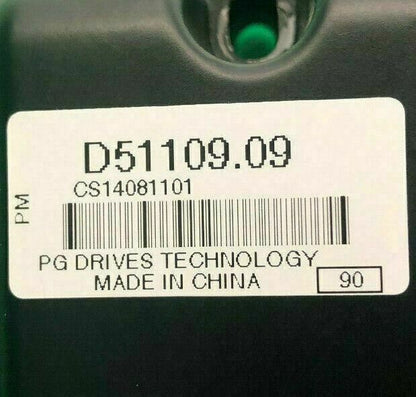 D51109.09
CS14081101
PM
PG DRIVES TECHNOLOGY
MADE IN CHINA
90